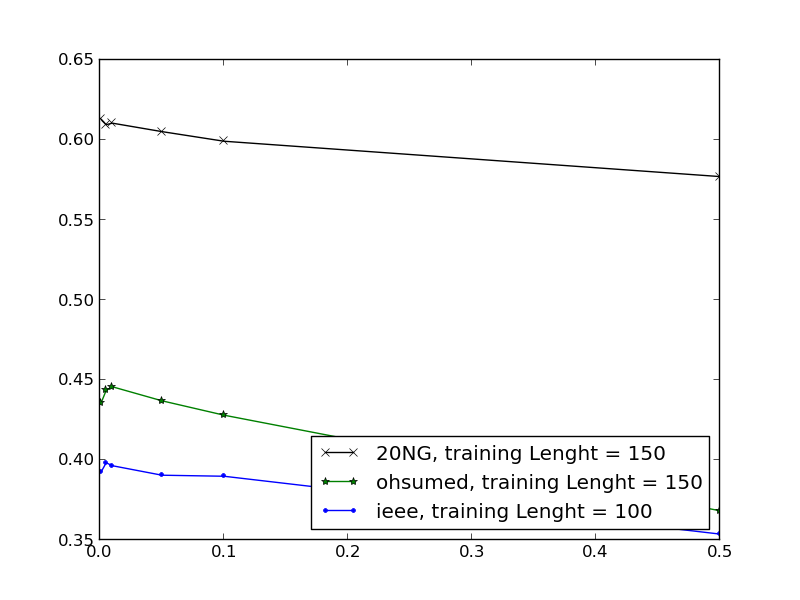 0.65
0.60
0.55
0.50
0.45
0.40
0.35
20NG, training Lenght = 150
ohsumed, training Lenght = 150
ieee, training Lenght = 100
0.0 0.1 0.2 0.3 0.4 0.5